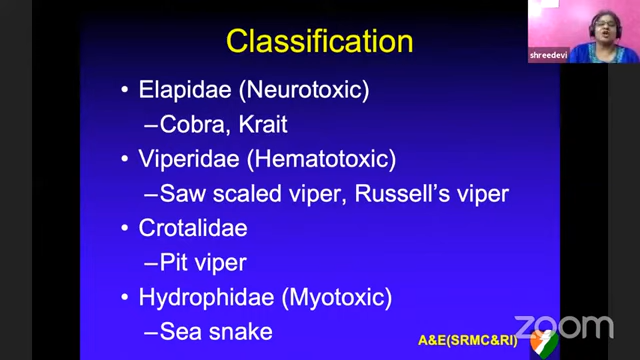 Classification
shreedevi
• Elapidae (Neurotoxic)
–Cobra, Krait
• Viperidae (Hematotoxic)
–Saw scaled viper, Russell's viper
• Crotalidae
–Pit viper
• Hydrophidae (Myotoxic)
–Sea snake
A&E(SRMC&RI)
zoom